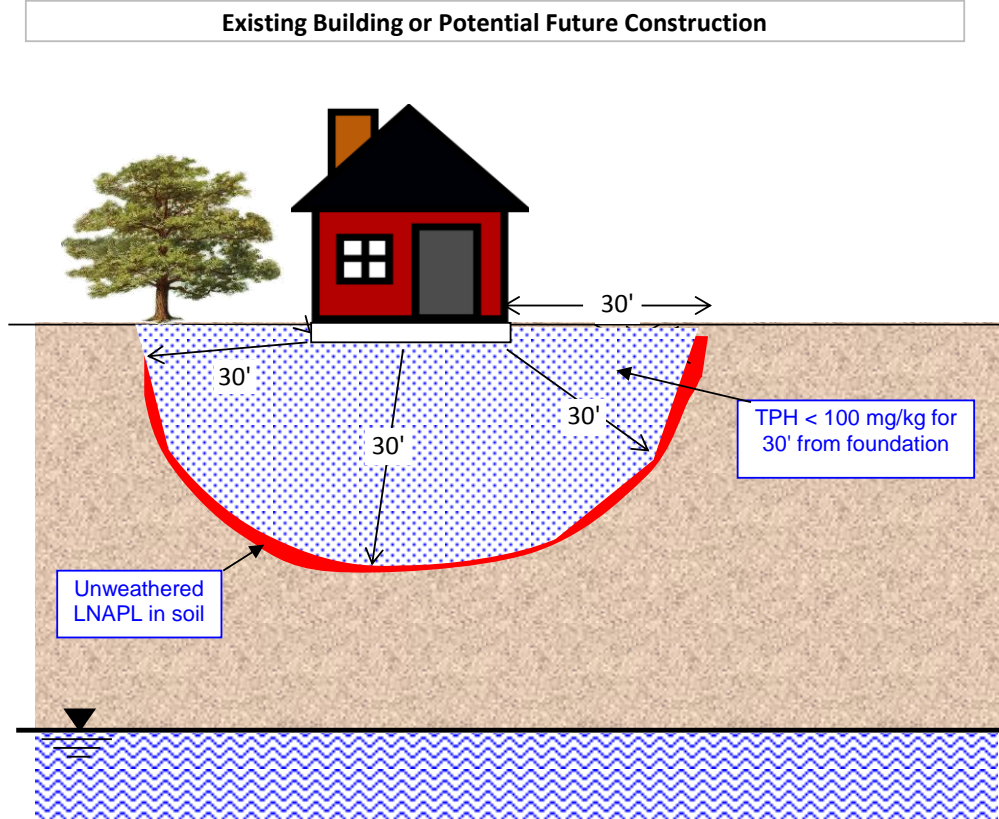 Existing Building or Potential Future Construction
30'
30'
30'
30'
TPH < 100 mg/kg for
30' from foundation
Unweathered
LNAPL in soil